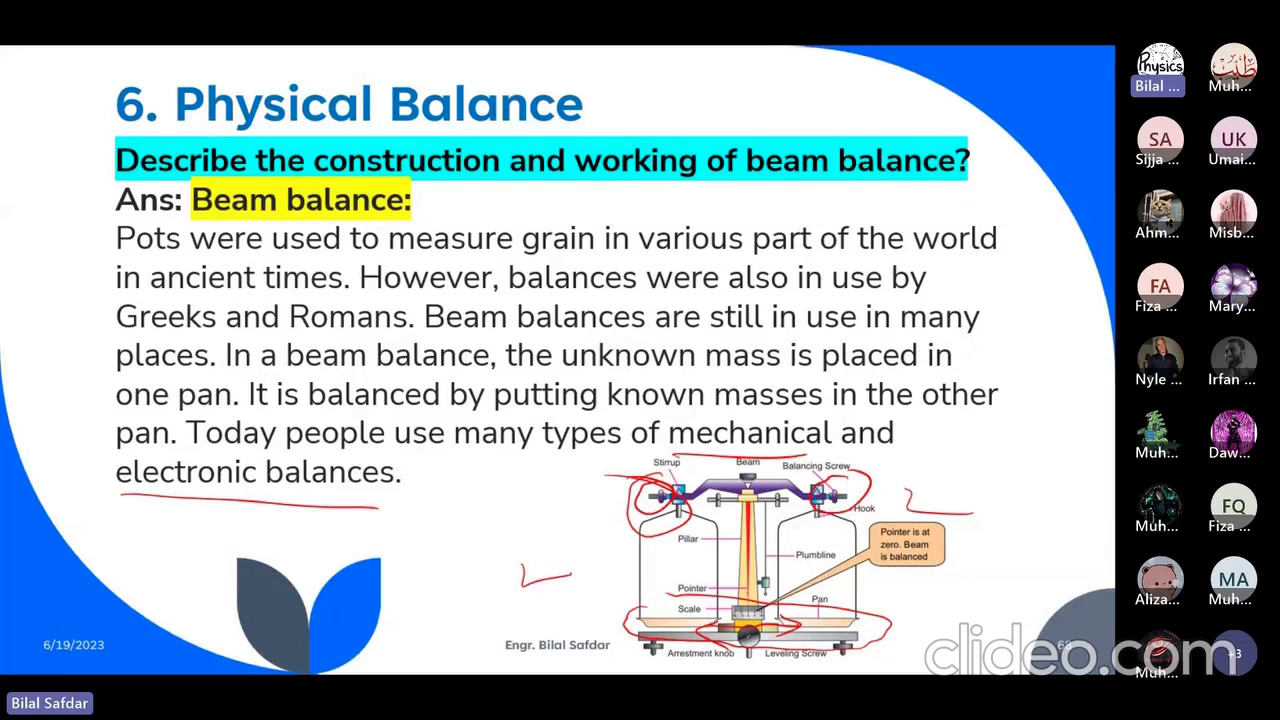 6. Physical Balance
Describe the construction and working of beam balance?
Ans: Beam balance:
Pots were used to measure grain in various part of the world
in ancient times. However, balances were also in use by
Greeks and Romans. Beam balances are still in use in many
places. In a beam balance, the unknown mass is placed in
one pan. It is balanced by putting known masses in the other
pan. Today people use many types of mechanical and
electronic balances.
Stirrup
Beam
Balancing Screw
Hook
Pillar
Plumbline
Pointer is at
zero. Beam
is balanced
Pointer
Scale
Pan
Arrestment knob
Leveling Screw
6/19/2023
Engr. Bilal Safdar
clideo.com
Physics
Bilal ...
Muh...
SA
Sijja ...
UK
Umai...
Ahm...
Misb...
FA
Fiza ...
Mary...
Nyle ...
Irfan ...
Muh...
Daw...
Muh...
FQ
Fiza ...
Aliza...
MA
Muh...
Muh...
Bilal Safdar